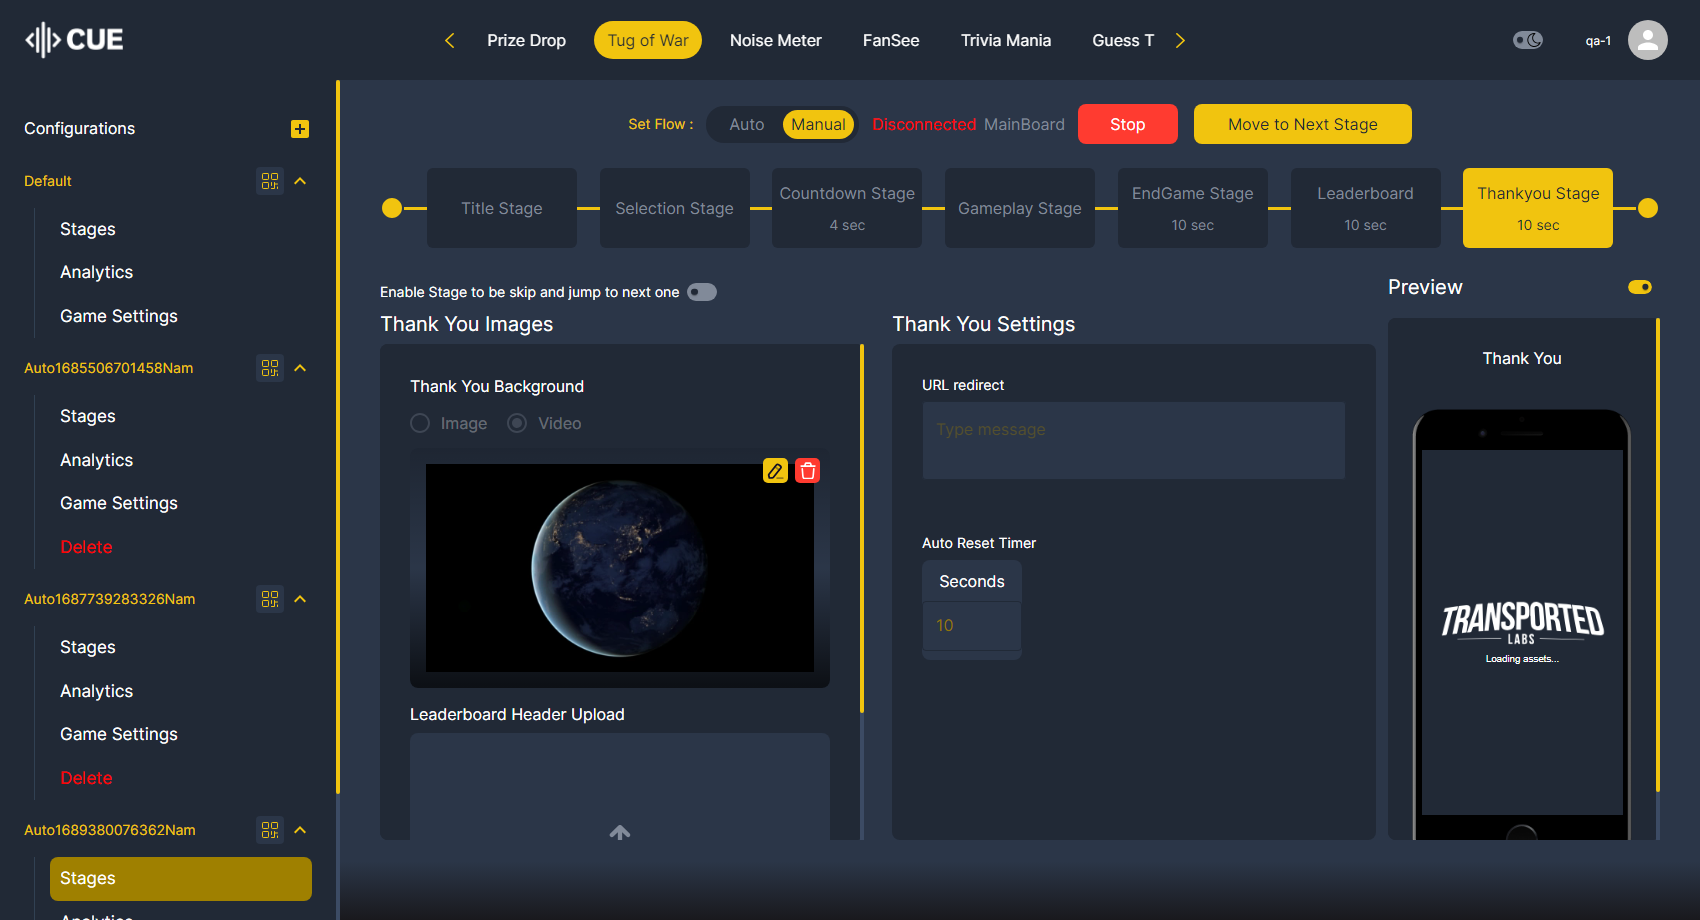 CUE
Prize Drop
Tug of War
Noise Meter
FanSee
Trivia Mania
Guess T
qa-1
Configurations
Default
Stages
Analytics
Game Settings
Auto1685506701458Nam
Stages
Analytics
Game Settings
Delete
Auto1687739283326Nam
Stages
Analytics
Game Settings
Delete
Auto1689380076362Nam
Stages
Analytics
Set Flow :
Auto
Manual
Disconnected MainBoard
Stop
Move to Next Stage
Title Stage
Selection Stage
Countdown Stage
4 sec
Gameplay Stage
EndGame Stage
10 sec
Leaderboard
10 sec
Thankyou Stage
10 sec
Enable Stage to be skip and jump to next one
Thank You Images
Thank You Background
Image
Video
Leaderboard Header Upload
Thank You Settings
URL redirect
Type message
Auto Reset Timer
Seconds
10
Preview
Thank You
TRANSPORTED
LABS
Loading assets...